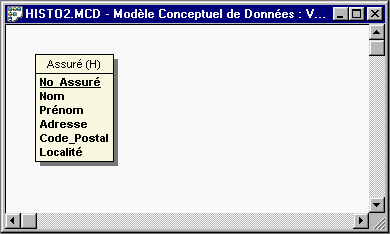 HISTO2.MCD - Modèle Conceptuel de Données : V...
Assuré (H)
No_Assuré
Nom
Prénom
Adresse
Code_Postal
Localité